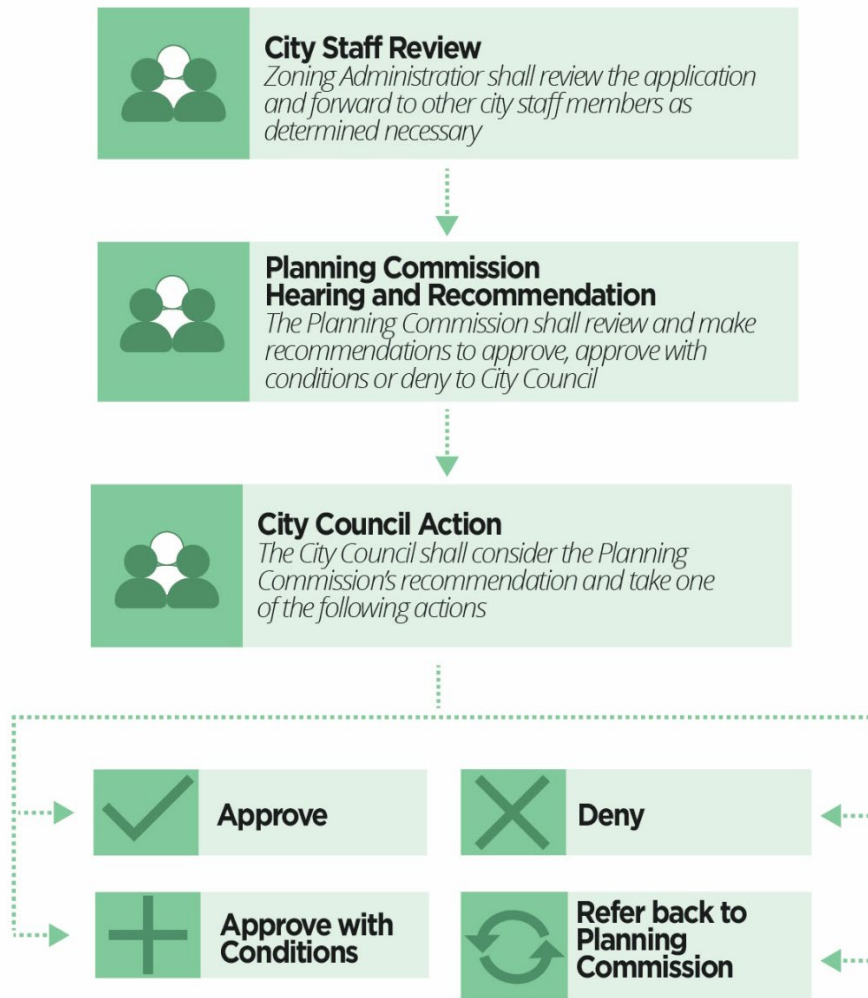 City Staff Review
Zoning Administratior shall review the application
and forward to other city staff members as
determined necessary
Planning Commission
Hearing and Recommendation
The Planning Commission shall review and make
recommendations to approve, approve with
conditions or deny to City Council
City Council Action
The City Council shall consider the Planning
Commission's recommendation and take one
of the following actions
Approve
Deny
Approve with
Conditions
Refer back to
Planning
Commission